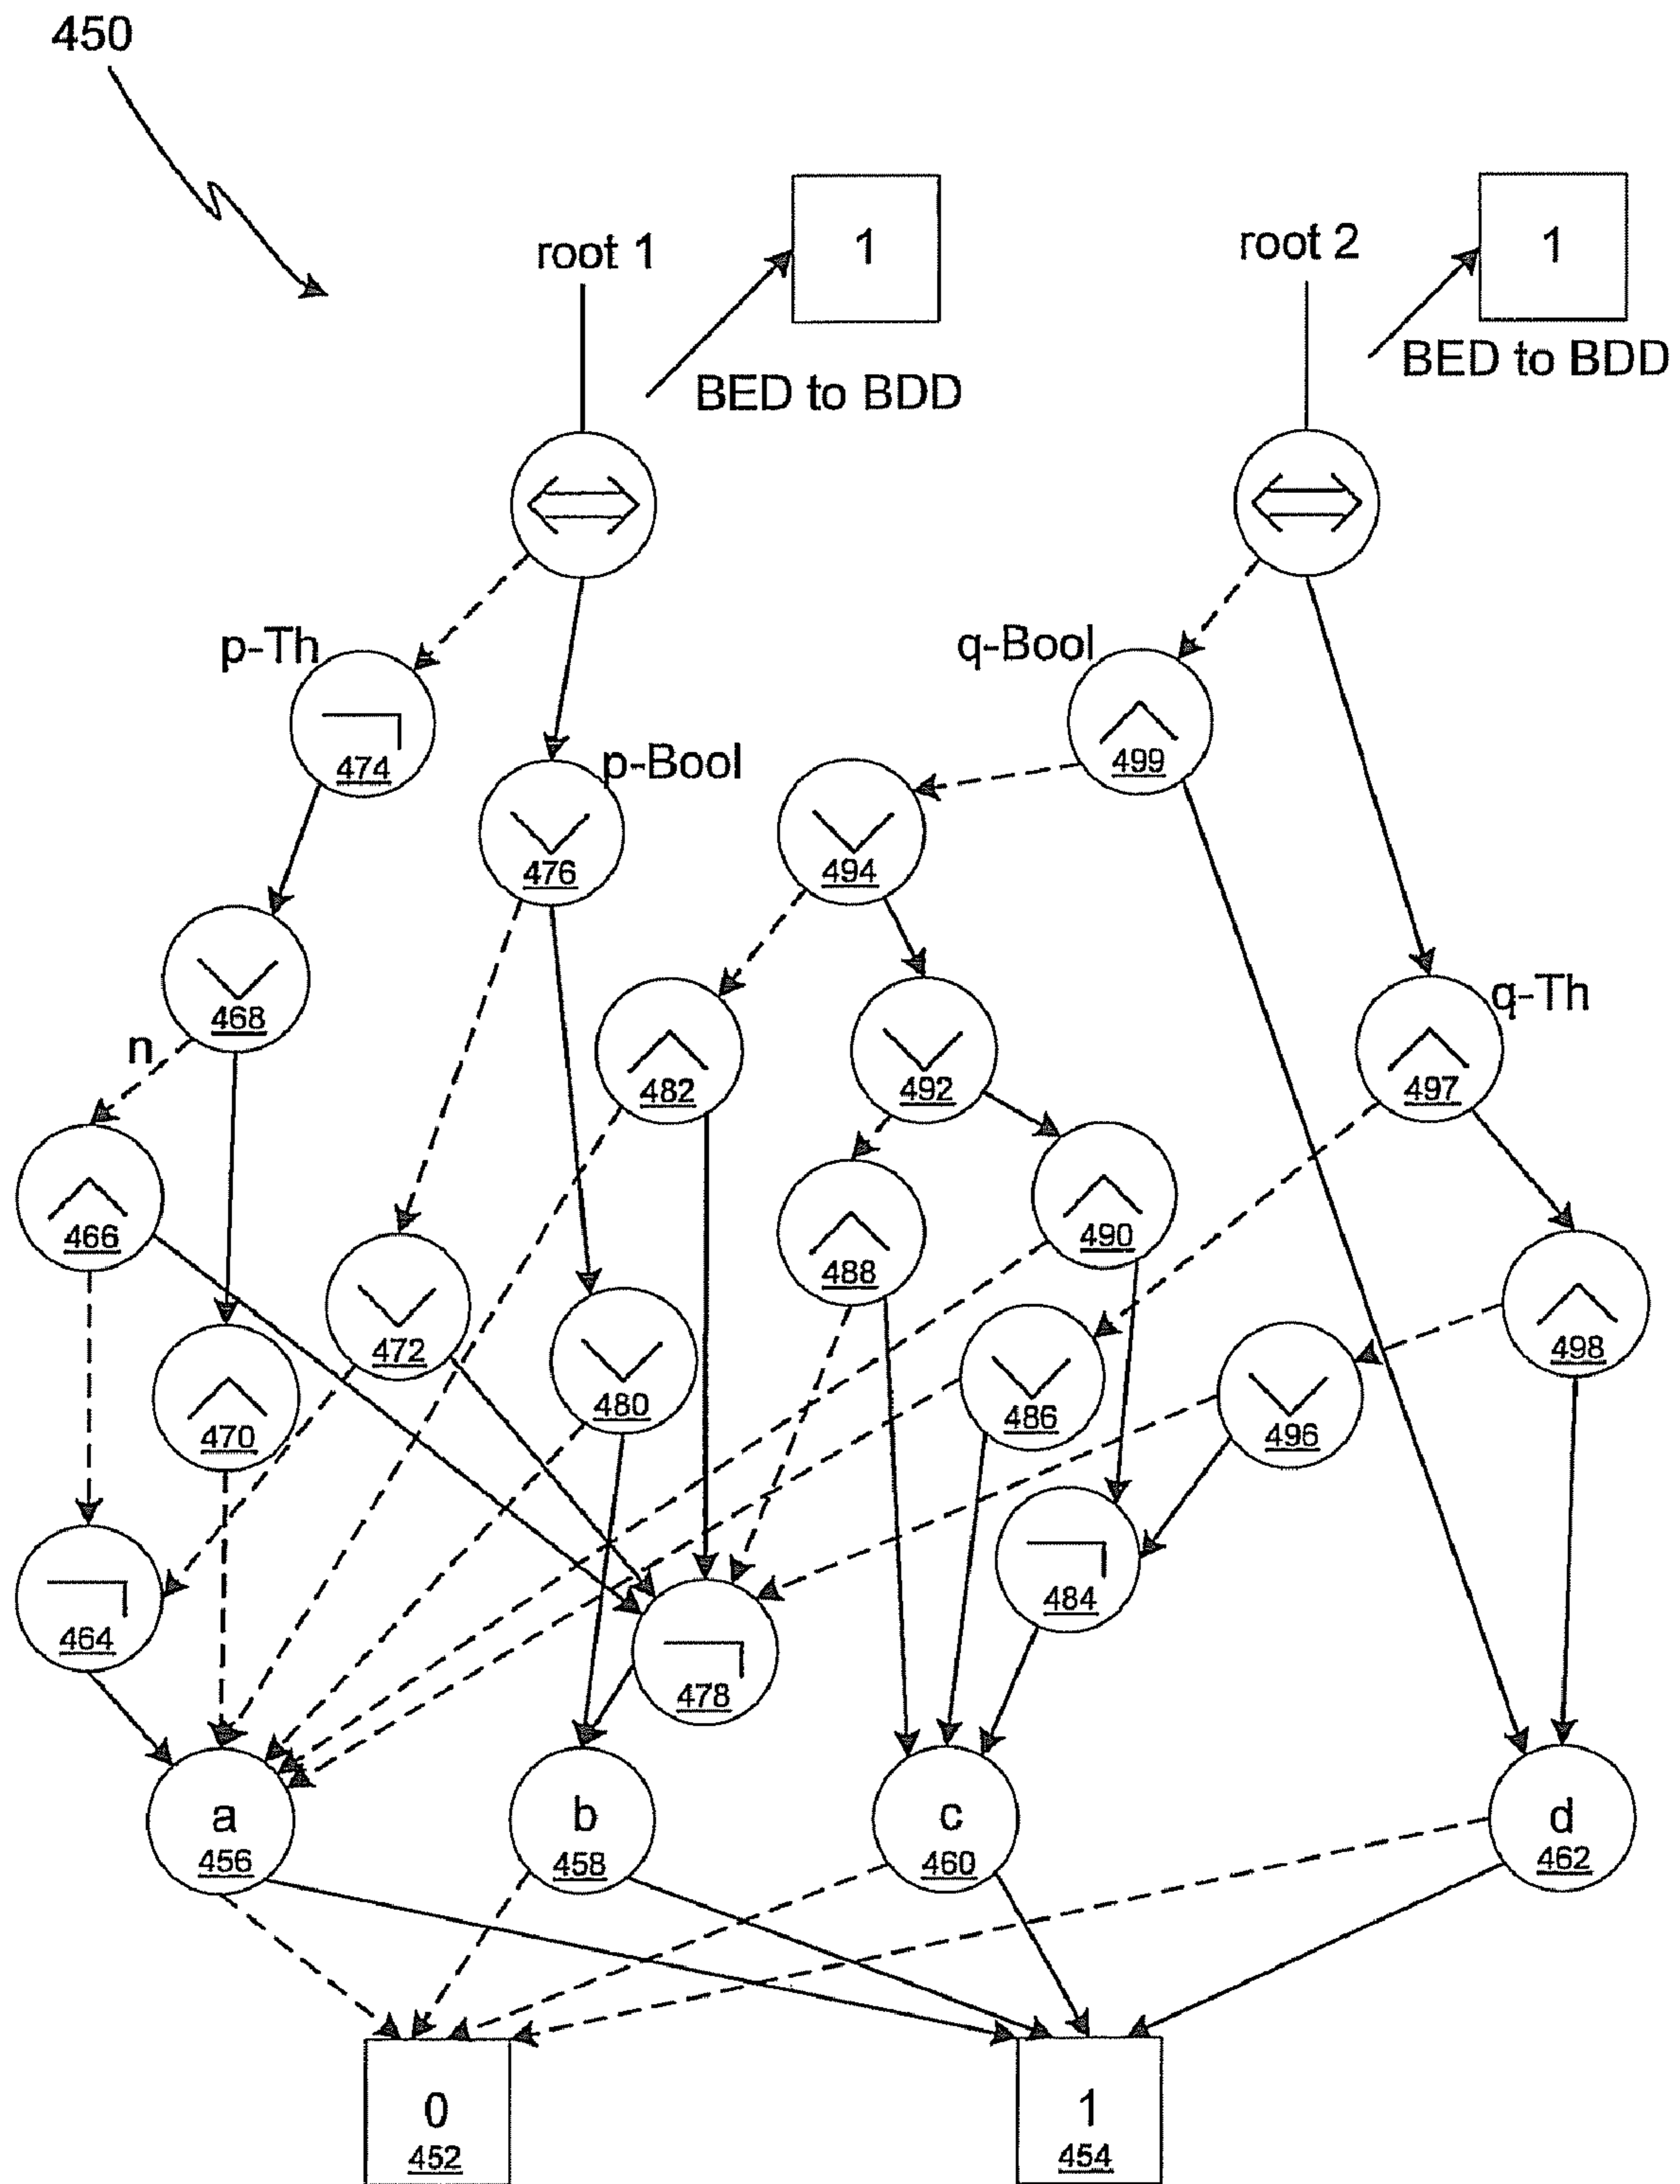 450
root 1
1
root 2
1
BED to BDD
BED to BDD
p-Th
q-Bool
474
499
p-Bool
476
494
q-Th
468
n
482
492
497
466
488
490
472
498
470
480
486
496
464
478
484
a
b
c
d
456
458
460
462
0
1
452
454